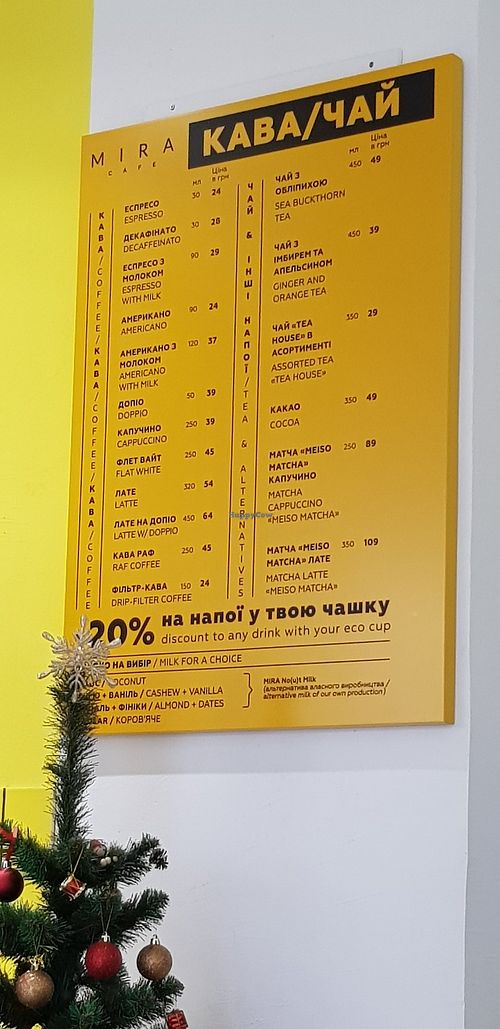 MIRA
CAFE
КАВА/ЧАЙ
мл Ціна в грн
КАВА/COFFEE/КАВА/COFFEE/КАВА/COFFEE
ЕСПРЕСО 30 24
ESPRESSO
ДЕКАФІНАТО 30 28
DECAFFEINATO
ЕСПРЕСО З 90 29
МОЛОКОМ
ESPRESSO
WITH MILK
АМЕРИКАНО 90 24
AMERICANO
АМЕРИКАНО З 120 37
МОЛОКОМ
AMERICANO
WITH MILK
ДОПІО 50 39
DOPPIO
КАПУЧИНО 250 39
CAPPUCCINO
ФЛЕТ ВАЙТ 250 45
FLAT WHITE
ЛАТЕ 320 54
LATTE
ЛАТЕ НА ДОПІО 450 64
LATTE W/DOPPIO
КАВА РАФ 250 45
RAF COFFEE
ФІЛЬТР-КАВА 150 24
DRIP-FILTER COFFEE
мл Ціна в грн
ЧАЙ & ІНШІ НАПОЇ/TEA & ALTERNATIVES
ЧАЙ З 450 49
ОБЛІПИХОЮ
SEA BUCKTHORN
TEA
ЧАЙ З 450 39
ІМБИРЕМ ТА
АПЕЛЬСИНОМ
GINGER AND
ORANGE TEA
ЧАЙ «TEA 350 29
HOUSE» В
АСОРТИМЕНТІ
ASSORTED TEA
«TEA HOUSE»
КАКАО 350 49
COCOA
МАТЧА «MEISO 250 89
MATCHA»
КАПУЧИНО
MATCHA
CAPPUCCINO
«MEISO MATCHA»
МАТЧА «MEISO 350 109
MATCHA» ЛАТЕ
MATCHA LATTE
«MEISO MATCHA»
HappyCow
20% на напої у твою чашку
discount to any drink with your eco cup
НА ВИБІР / MILK FOR A CHOICE
COCONUT
+ ВАНІЛЬ / CASHEW + VANILLA
+ ФІНІКИ / ALMOND + DATES
/ КОРОВ'ЯЧЕ
MIRA No(u)t Milk
(альтернатива власного виробництва /
alternative milk of our own production)